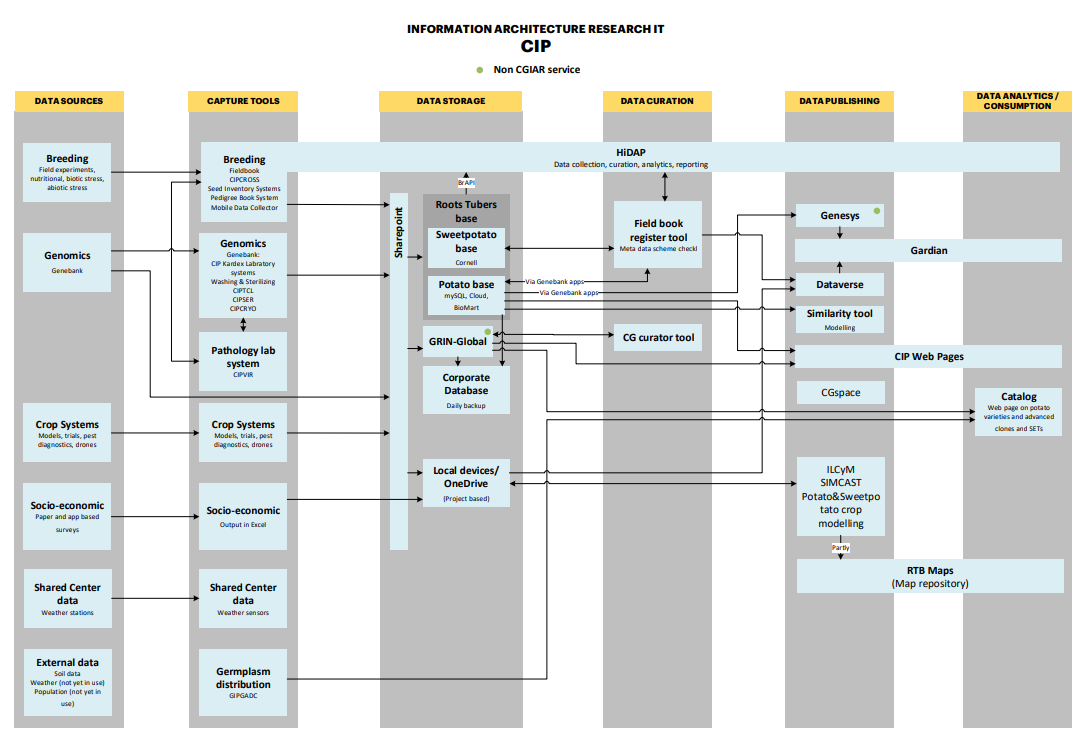 INFORMATION ARCHITECTURE RESEARCH IT
CIP
Non CGIAR service
DATA SOURCES
CAPTURE TOOLS
DATA STORAGE
DATA CURATION
DATA PUBLISHING
DATA ANALYTICS /
CONSUMPTION
Breeding
Field experiments,
nutritional, biotic stress,
abiotic stress
Genomics
Genebank
Crop Systems
Models, trials, pest
diagnostics, drones
Socio-economic
Paper and app based
surveys
Shared Center
data
Weather stations
External data
Soil data
Weather (not yet in use)
Population (not yet in
use)
Breeding
Fieldbook
CIPCROSS
Seed Inventory Systems
Pedigree Book System
Mobile Data Collector
Genomics
Genebank:
CIP Kardex Labratory
systems
Washing & Sterilizing
CIPTCL
CIPSER
CIPCRYO
Pathology lab
system
CIPVIR
Crop Systems
Models, trials, pest
diagnostics, drones
Socio-economic
Output in Excel
Shared Center
data
Weather sensors
Germplasm
distribution
GIPGADC
HiDAP
Data collection, curation, analytics, reporting
BrAPI
Sharepoint
Roots Tubers
base
Sweetpotato
base
Cornell
Potato base
mySQL, Cloud,
BioMart
GRIN-Global
Corporate
Database
Daily backup
Local devices/
OneDrive
(Project based)
Field book
register tool
Meta data scheme check!
Via Genebank apps
Via Genebank apps
CG curator tool
Genesys
Gardian
Dataverse
Similarity tool
Modelling
CIP Web Pages
CGspace
ILCyM
SIMCAST
Potato&Sweetpo
tato crop
modelling
Partly
RTB Maps
(Map repository)
Catalog
Web page on potato
varieties and advanced
clones and SETs